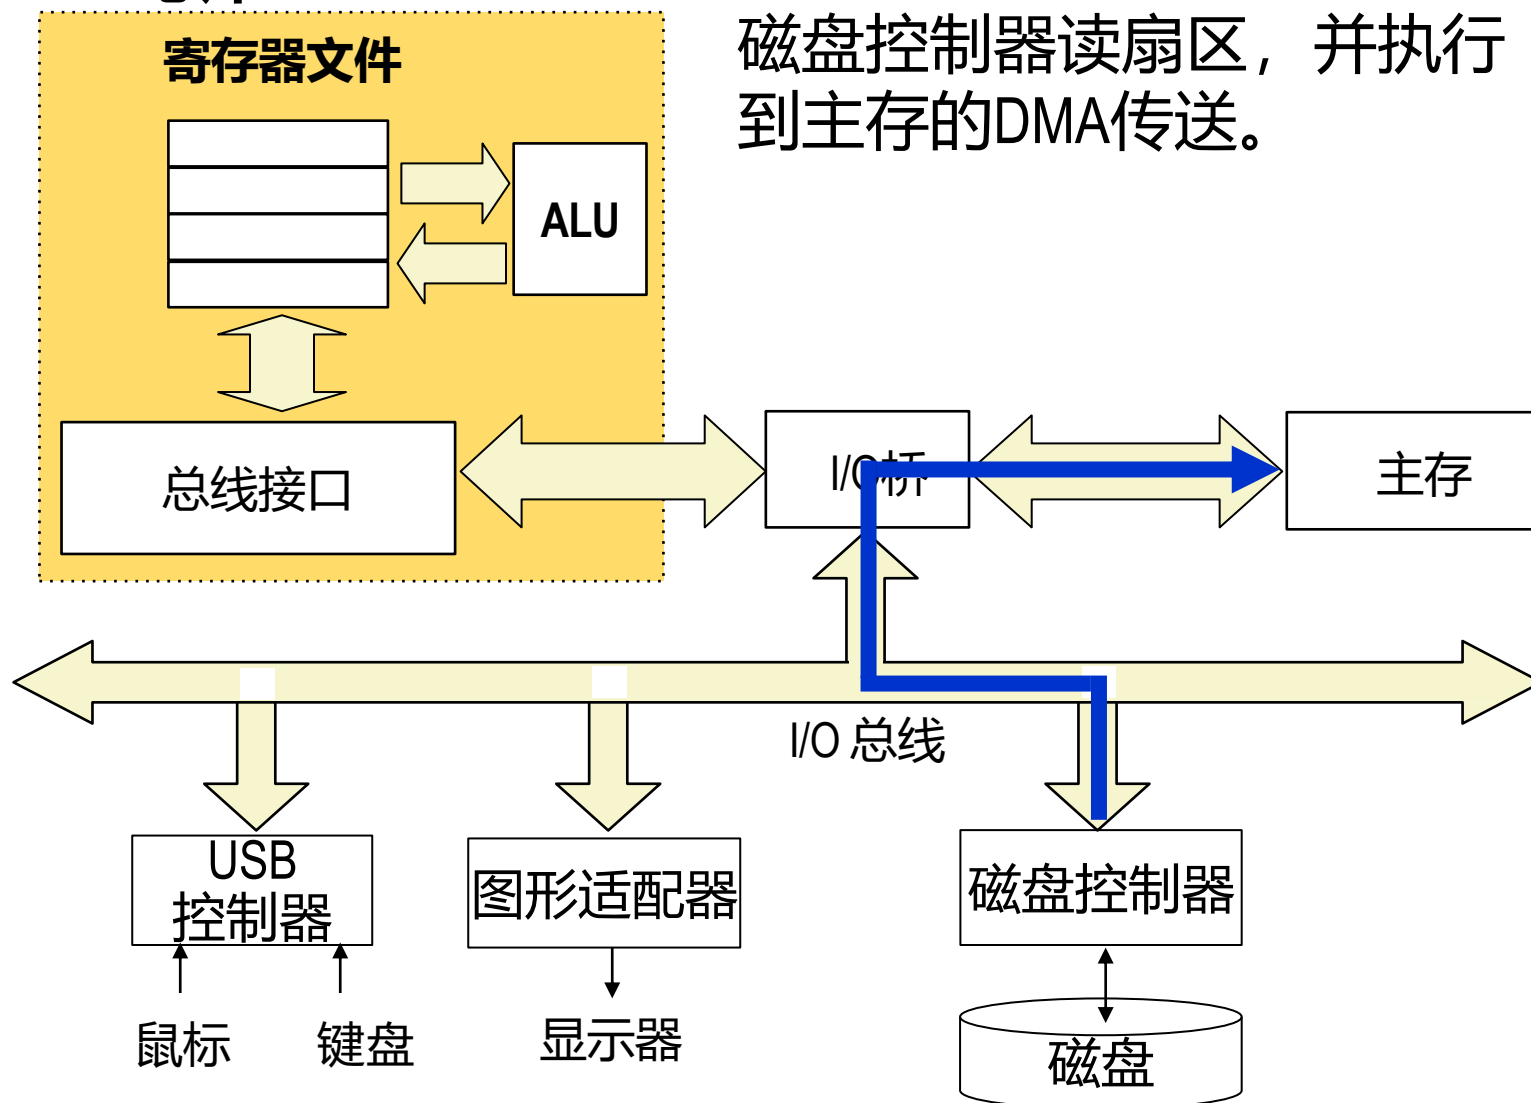 寄存器文件
磁盘控制器读扇区，并执行
到主存的DMA传送。
ALU
总线接口
I/O桥
主存
I/O 总线
USB
控制器
图形适配器
磁盘控制器
鼠标
键盘
显示器
磁盘